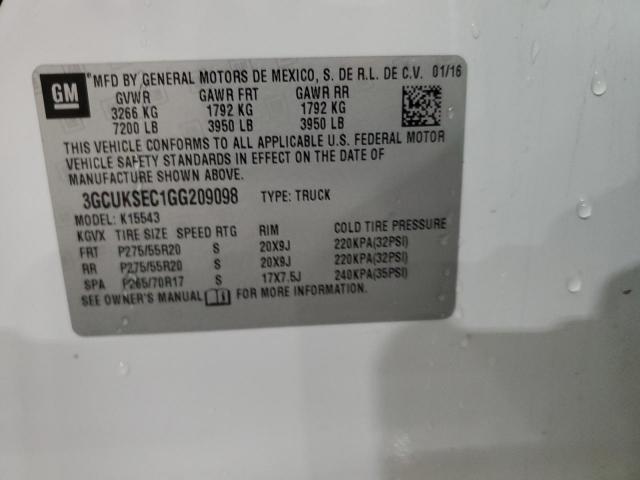 GM "MFD BY GENERAL MOTORS DE MEXICO, S. DE R.L. DE C.V. 01/16
GVWR GAWR FRT GAWR RR
3266 KG 1792 KG 1792 KG
7200 LB 3950 LB 3950 LB
THIS VEHICLE CONFORMS TO ALL APPLICABLE U.S. FEDERAL MOTOR
VEHICLE SAFETY STANDARDS IN EFFECT ON THE DATE OF
MANUFACTURE SHOWN ABOVE.
3GCUKSEC1GG209098 TYPE: TRUCK
MODEL: K15543
KGVX TIRE SIZE SPEED RTG RIM COLD TIRE PRESSURE
FRT P275/55R20 S 20X9J 220KPA(32PSI)
RR P275/55R20 S 20X9J 220KPA(32PSI)
SPA P265/70R17 S 17X7.5J 240KPA(35PSI)
SEE OWNER'S MANUAL FOR MORE INFORMATION.